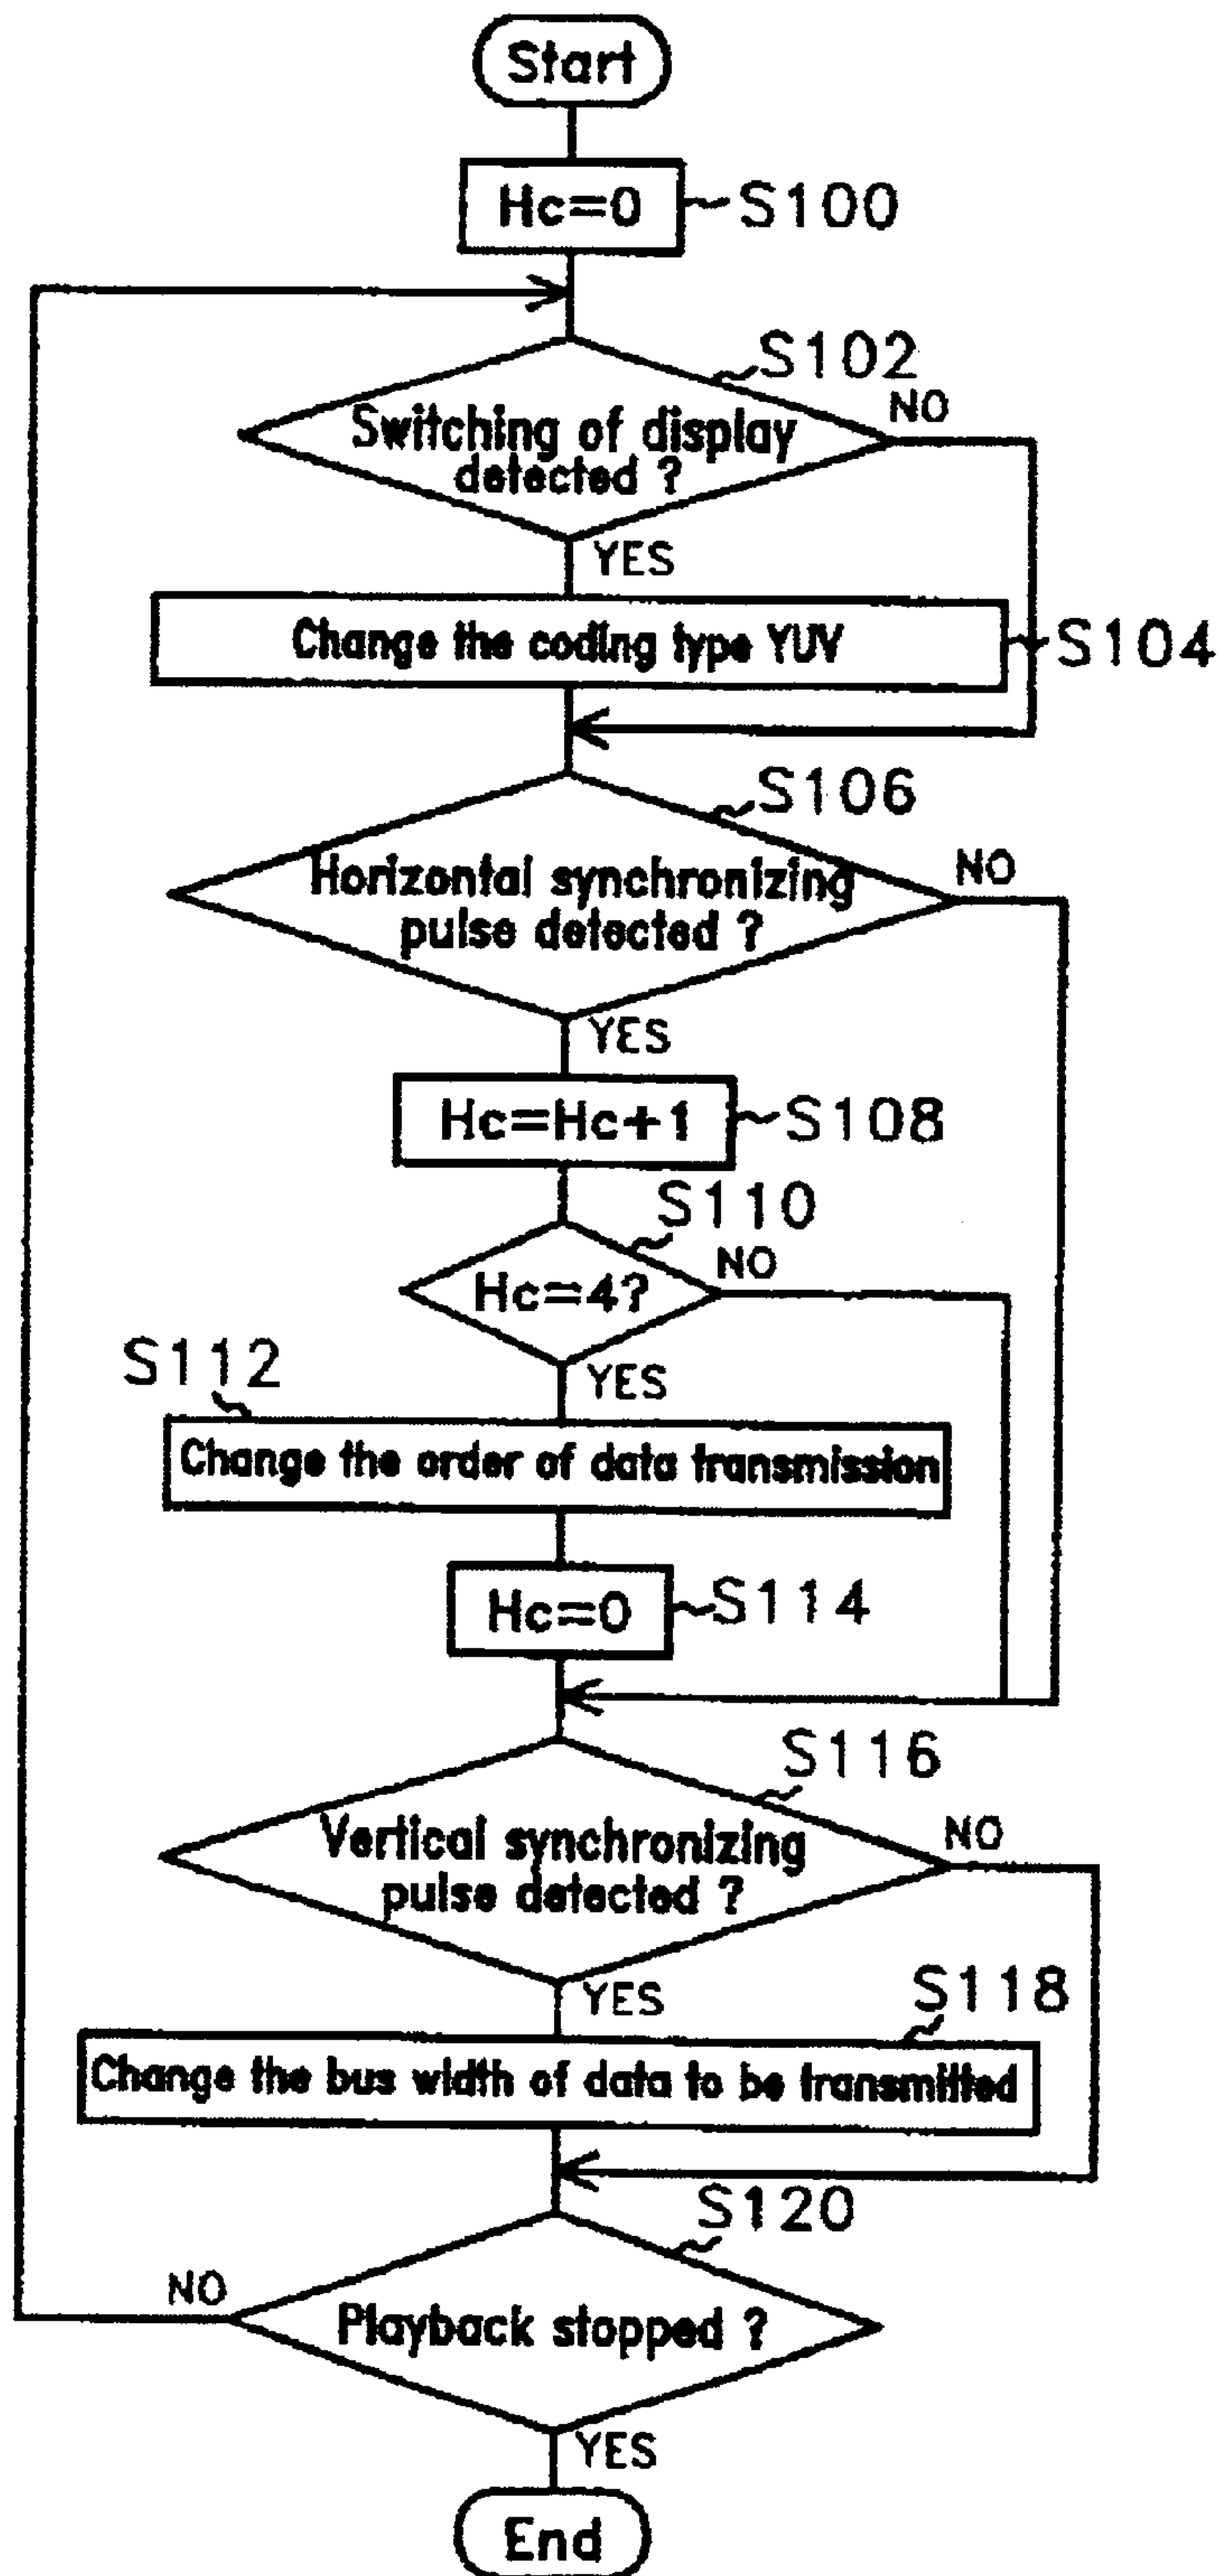 Start
Hc=0
S100
S102
Switching of display
detected ?
NO
YES
Change the coding type YUV
S104
S106
Horizontal synchronizing
pulse detected ?
NO
YES
Hc=Hc+1
S108
S110
Hc=4?
NO
YES
S112
Change the order of data transmission
Hc=0
S114
S116
Vertical synchronizing
pulse detected ?
NO
YES
S118
Change the bus width of data to be transmitted
S120
NO
Playback stopped ?
YES
End